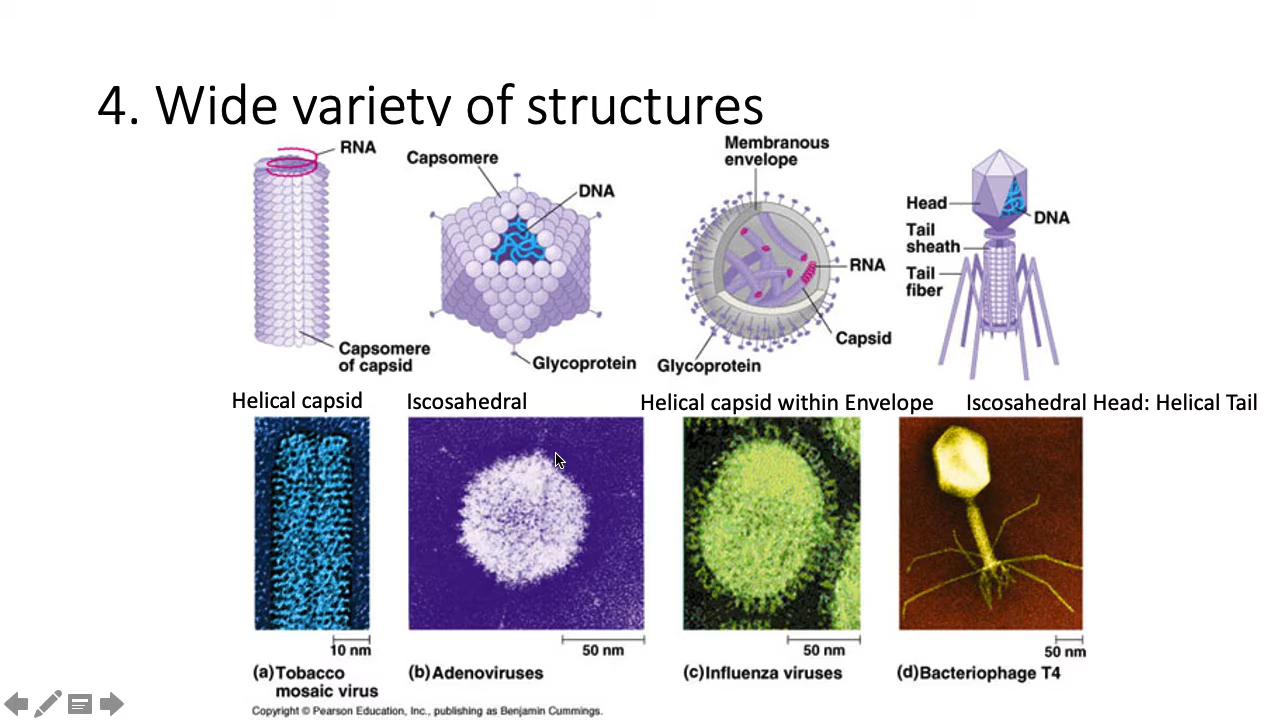 4. Wide variety of structures
RNA
Capsomere
of capsid
Capsomere
DNA
Glycoprotein
Membranous
envelope
RNA
Capsid
Glycoprotein
Head
DNA
Tail
sheath
Tail
fiber
Helical capsid
Iscosahedral
Helical capsid within Envelope
Iscosahedral Head: Helical Tail
10 nm
50 nm
50 nm
50 nm
(a) Tobacco
mosaic virus
(b) Adenoviruses
(c) Influenza viruses
(d) Bacteriophage T4
Copyright © Pearson Education, Inc., publishing as Benjamin Cummings.